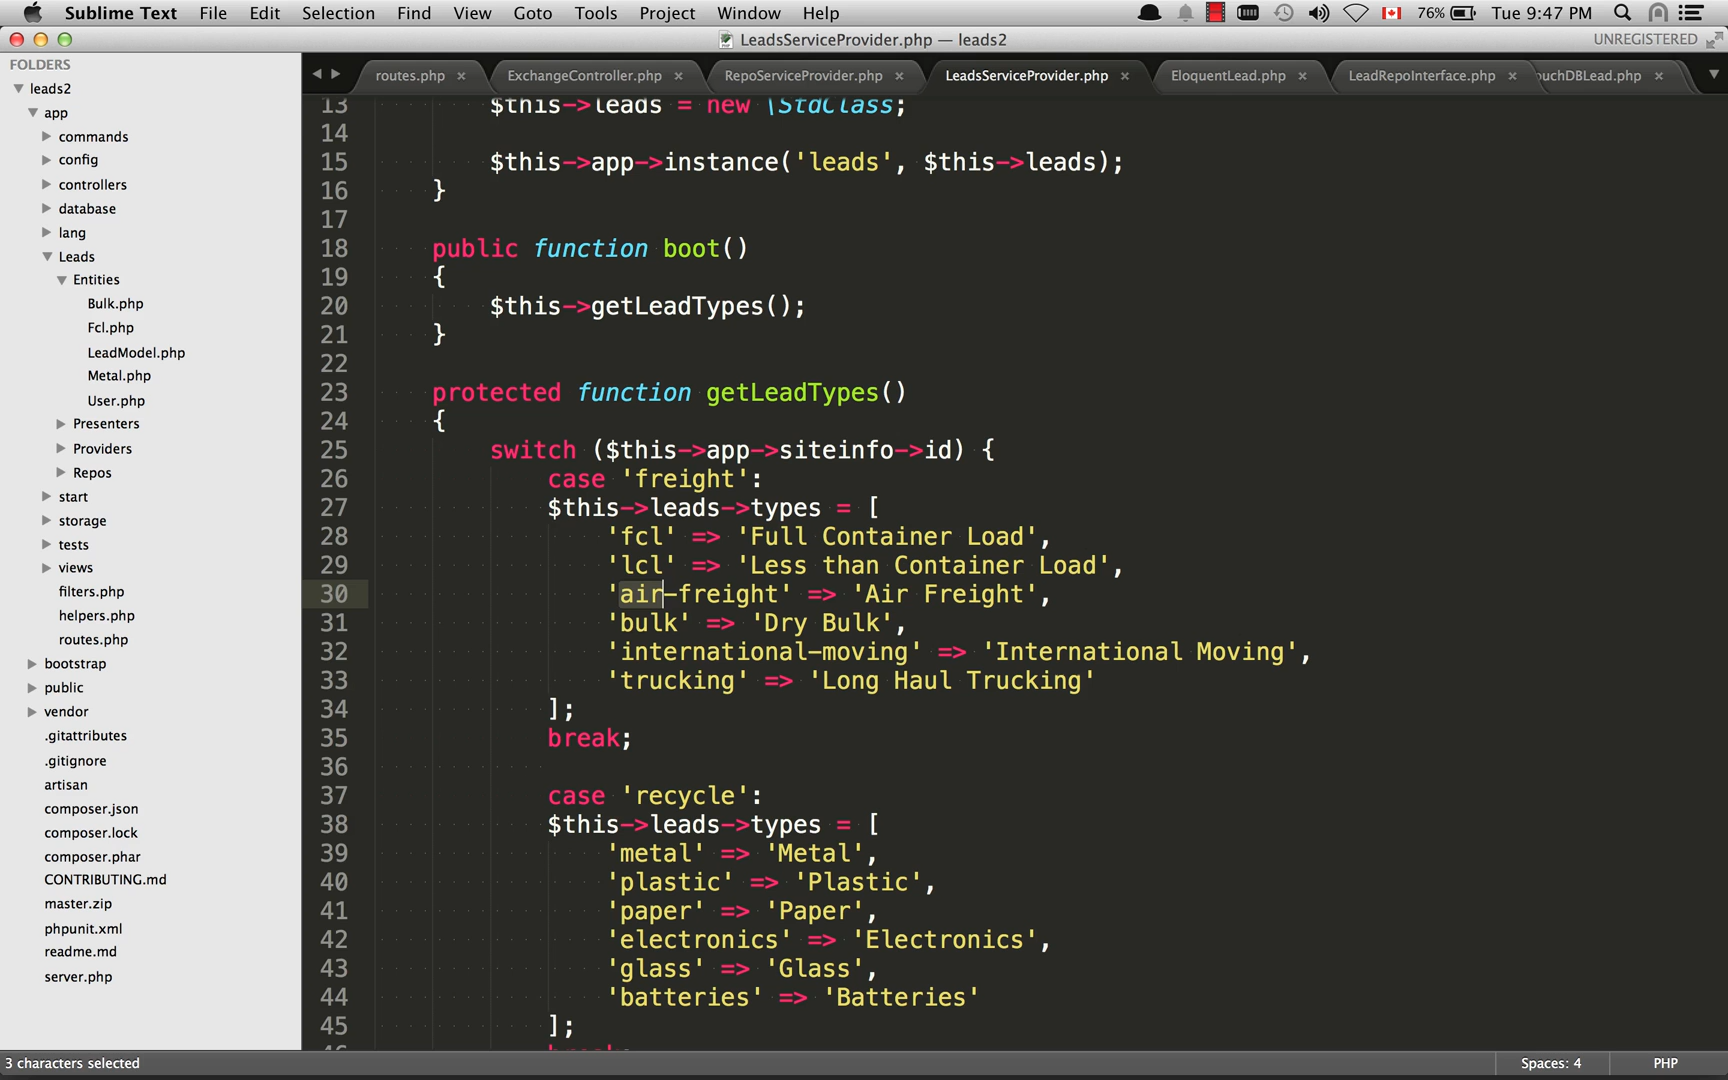 Sublime Text File Edit Selection Find View Goto Tools Project Window Help 76% Tue 9:47 PM
LeadsServiceProvider.php — leads2 UNREGISTERED
routes.php ExchangeController.php RepoServiceProvider.php LeadsServiceProvider.php EloquentLead.php LeadRepoInterface.php ouchDBLead.php
FOLDERS
leads2
app
commands
config
controllers
database
lang
Leads
Entities
Bulk.php
Fcl.php
LeadModel.php
Metal.php
User.php
Presenters
Providers
Repos
start
storage
tests
views
filters.php
helpers.php
routes.php
bootstrap
public
vendor
.gitattributes
.gitignore
artisan
composer.json
composer.lock
composer.phar
CONTRIBUTING.md
master.zip
phpunit.xml
readme.md
server.php
13 $this->leads = new \StdClass;
14
15 $this->app->instance('leads', $this->leads);
16 }
17
18 public function boot()
19 {
20 $this->getLeadTypes();
21 }
22
23 protected function getLeadTypes()
24 {
25 switch ($this->app->siteinfo->id) {
26 case 'freight':
27 $this->leads->types = [
28 'fcl' => 'Full Container Load',
29 'lcl' => 'Less than Container Load',
30 'air-freight' => 'Air Freight',
31 'bulk' => 'Dry Bulk',
32 'international-moving' => 'International Moving',
33 'trucking' => 'Long Haul Trucking'
34 ];
35 break;
36
37 case 'recycle':
38 $this->leads->types = [
39 'metal' => 'Metal',
40 'plastic' => 'Plastic',
41 'paper' => 'Paper',
42 'electronics' => 'Electronics',
43 'glass' => 'Glass',
44 'batteries' => 'Batteries'
45 ];
3 characters selected Spaces: 4 PHP